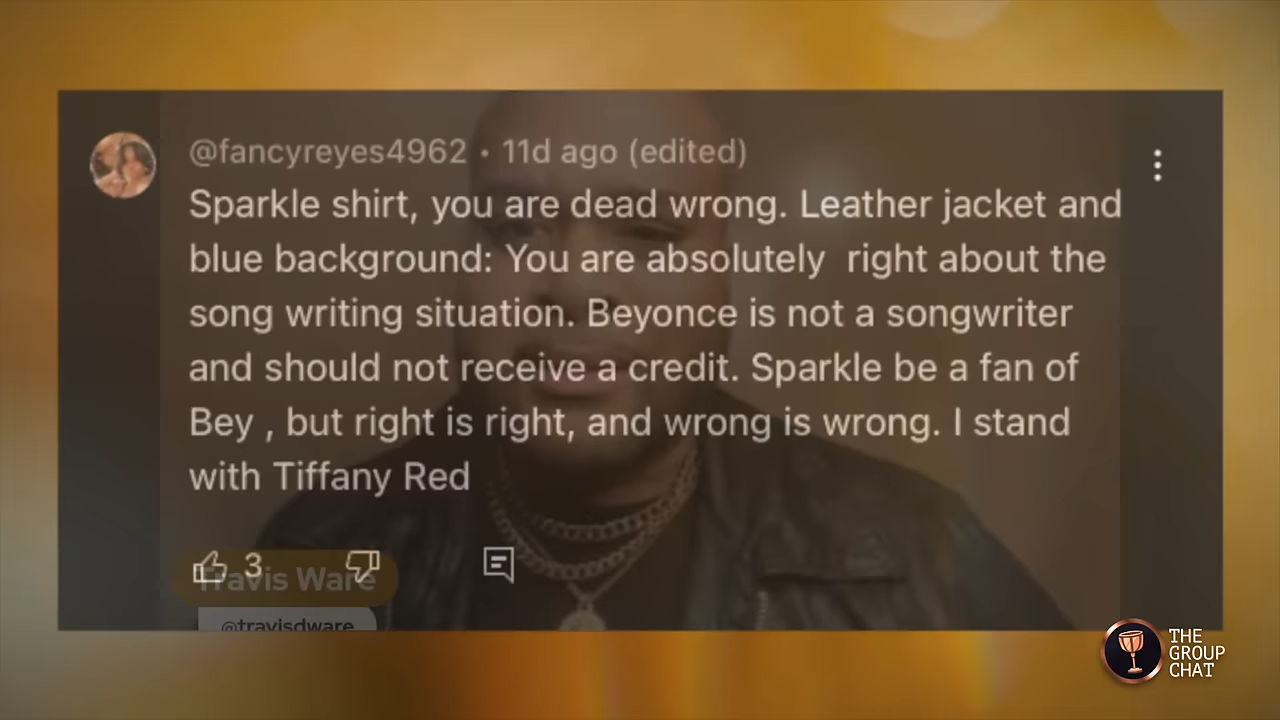 @fancyreyes4962 • 11d ago (edited)
Sparkle shirt, you are dead wrong. Leather jacket and
blue background: You are absolutely  right about the
song writing situation. Beyonce is not a songwriter
and should not receive a credit. Sparkle be a fan of
Bey , but right is right, and wrong is wrong. I stand
with Tiffany Red
3
Travis Ware
@travisdware
THE
GROUP
CHAT